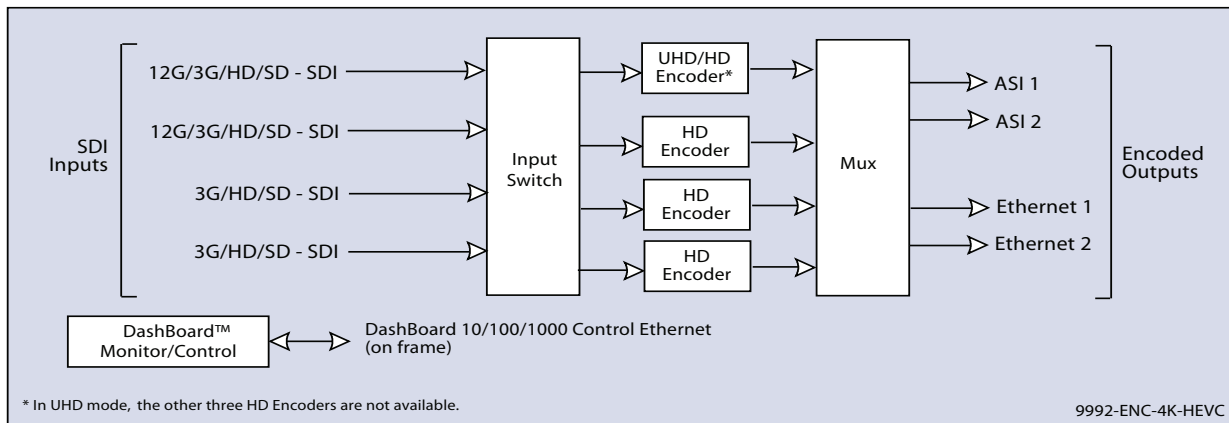 SDI
Inputs
12G/3G/HD/SD - SDI
12G/3G/HD/SD - SDI
3G/HD/SD - SDI
3G/HD/SD - SDI
Input
Switch
UHD/HD
Encoder*
HD
Encoder
HD
Encoder
HD
Encoder
Mux
ASI 1
ASI 2
Ethernet 1
Ethernet 2
Encoded
Outputs
DashBoard™
Monitor/Control
DashBoard 10/100/1000 Control Ethernet
(on frame)
* In UHD mode, the other three HD Encoders are not available.
9992-ENC-4K-HEVC